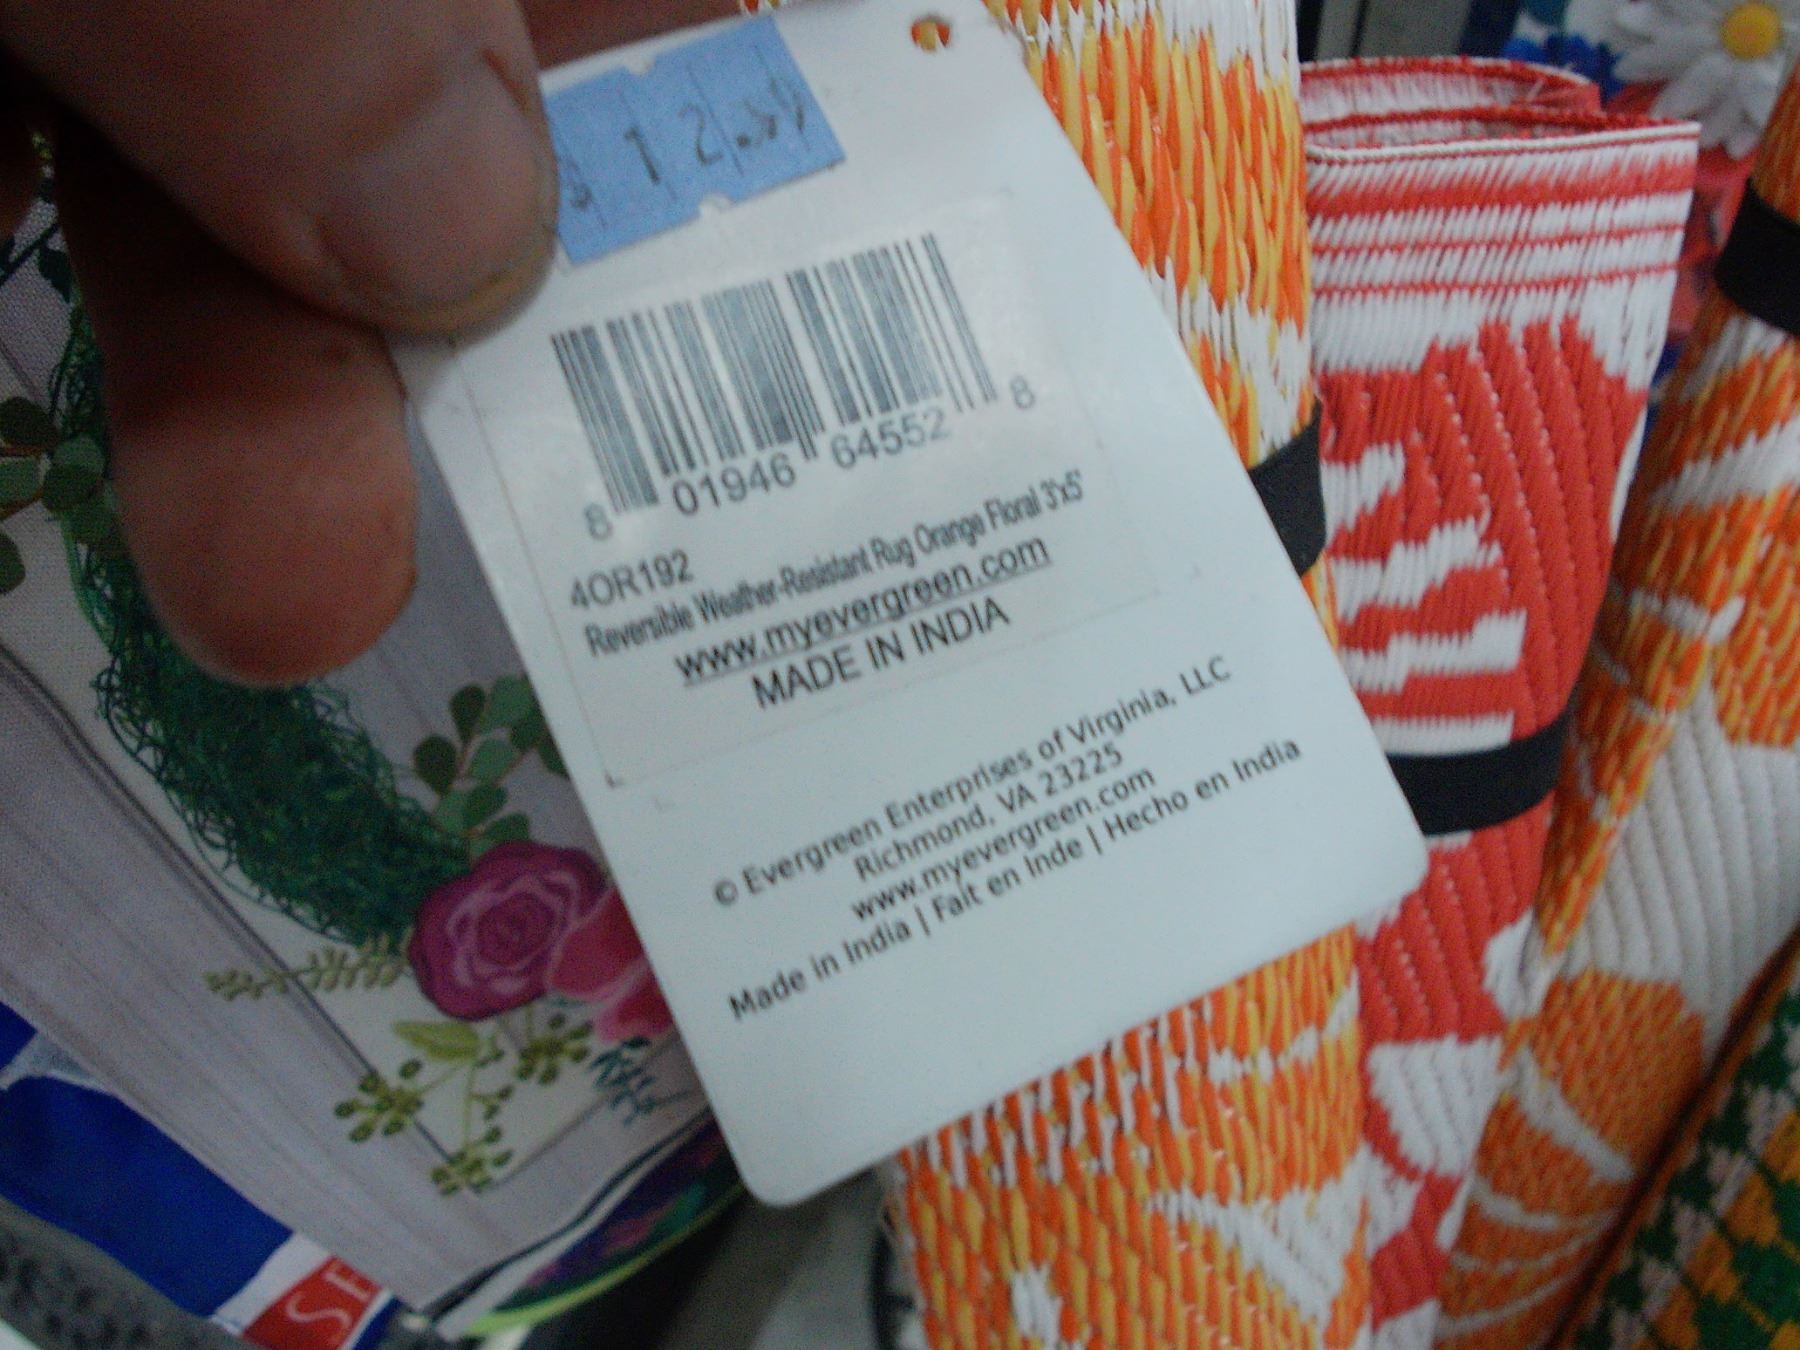 8 01946 64552 8
4OR192
Reversible Weather-Resistant Rug Orange Floral 3'x5'
www.myevergreen.com
MADE IN INDIA
© Evergreen Enterprises of Virginia, LLC
Richmond, VA 23225
www.myevergreen.com
Made in India | Fait en Inde | Hecho en India